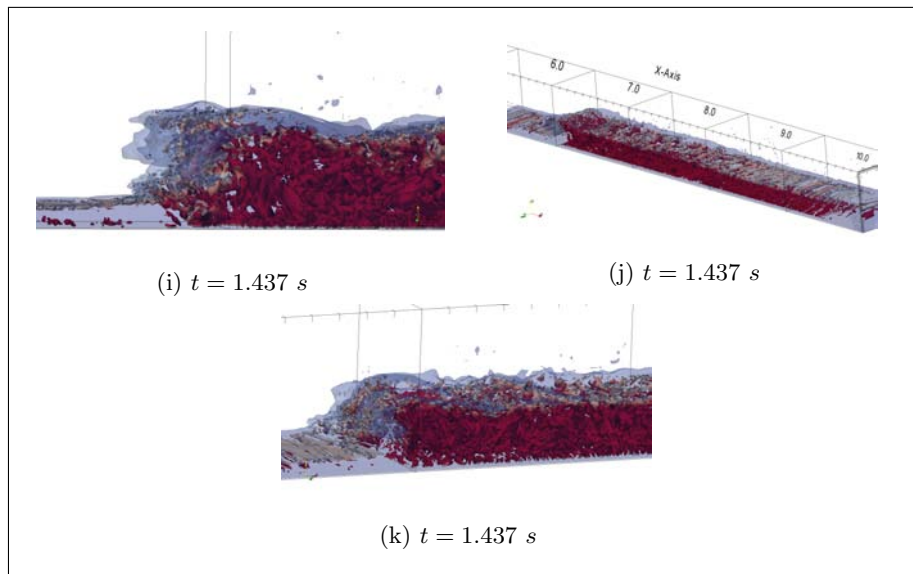 6.0
X-Axis
7.0
8.0
9.0
10.0
(i) t = 1.437 s
(j) t = 1.437 s
(k) t = 1.437 s